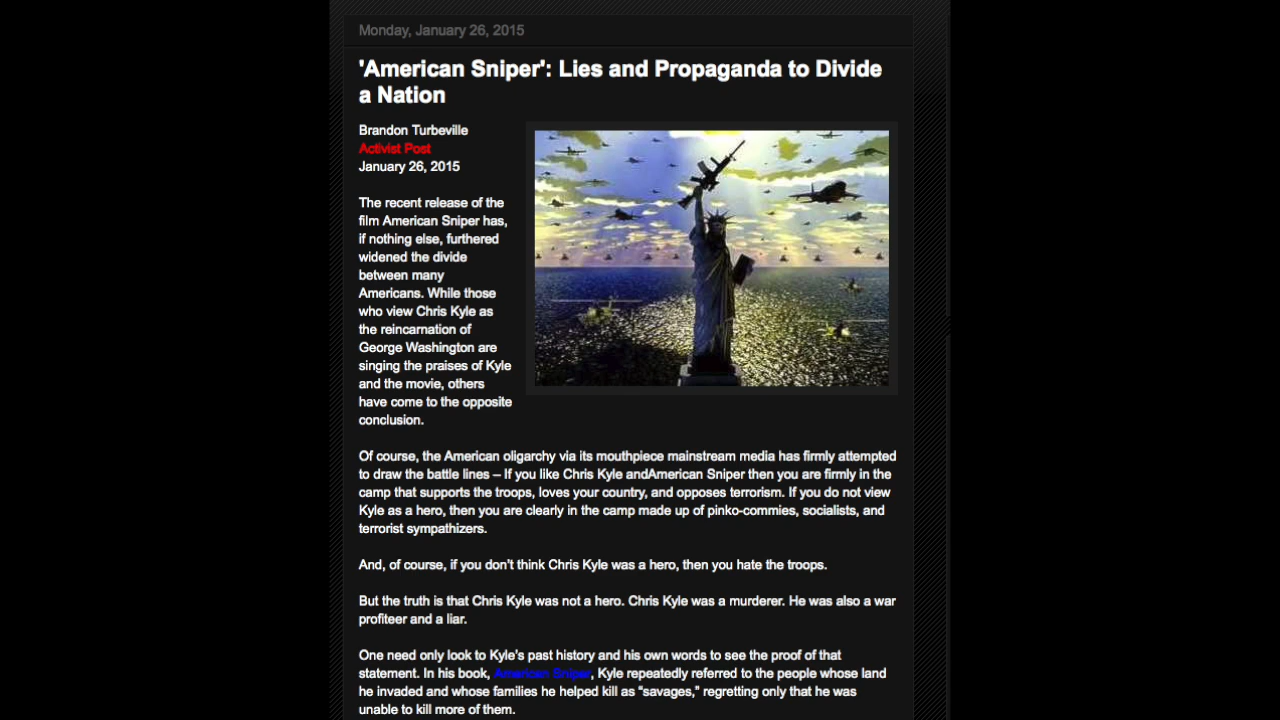 Monday, January 26, 2015
'American Sniper': Lies and Propaganda to Divide
a Nation
Brandon Turbeville
Activist Post
January 26, 2015
The recent release of the
film American Sniper has,
if nothing else, furthered
widened the divide
between many
Americans. While those
who view Chris Kyle as
the reincarnation of
George Washington are
singing the praises of Kyle
and the movie, others
have come to the opposite
conclusion.
Of course, the American oligarchy via its mouthpiece mainstream media has firmly attempted
to draw the battle lines – If you like Chris Kyle andAmerican Sniper then you are firmly in the
camp that supports the troops, loves your country, and opposes terrorism. If you do not view
Kyle as a hero, then you are clearly in the camp made up of pinko-commies, socialists, and
terrorist sympathizers.
And, of course, if you don't think Chris Kyle was a hero, then you hate the troops.
But the truth is that Chris Kyle was not a hero. Chris Kyle was a murderer. He was also a war
profiteer and a liar.
One need only look to Kyle's past history and his own words to see the proof of that
statement. In his book, American Sniper, Kyle repeatedly referred to the people whose land
he invaded and whose families he helped kill as “savages,” regretting only that he was
unable to kill more of them.